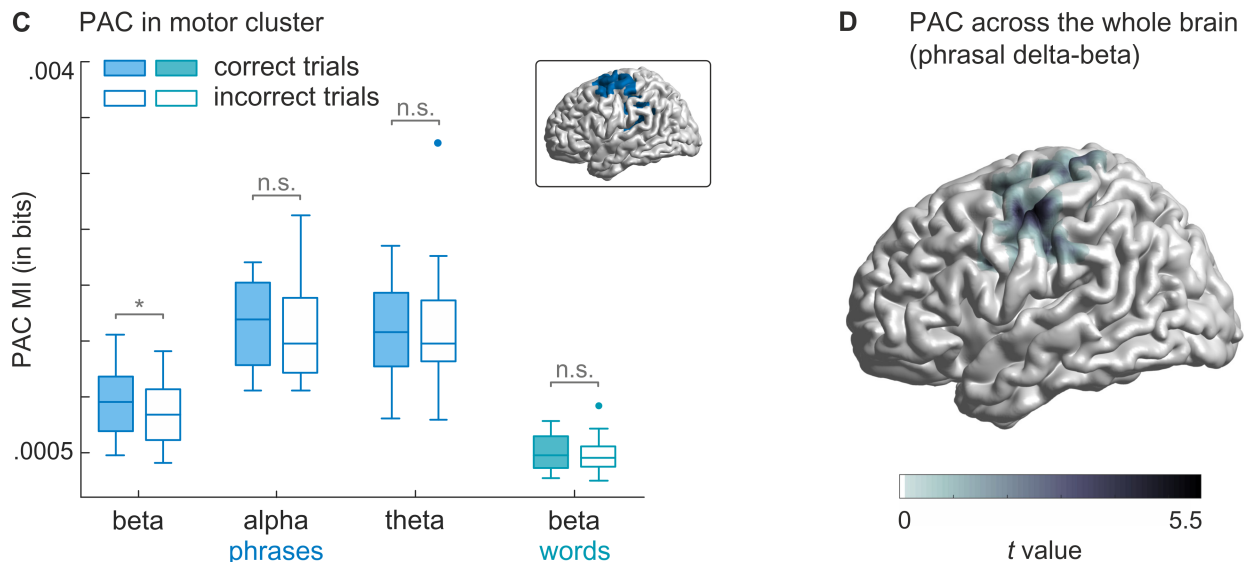 C PAC in motor cluster
.004
correct trials
incorrect trials
n.s.
n.s.
*
n.s.
PAC MI (in bits)
.0005
beta alpha theta beta
phrases words
D PAC across the whole brain
(phrasal delta-beta)
0 5.5
t value